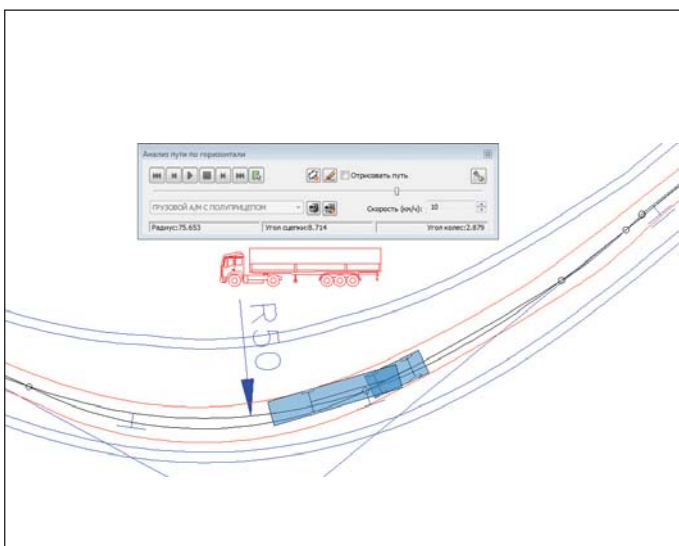 Анализ пути по горизонтали
Отрисовать путь
ГРУЗОВОЙ А/М С ПОЛУПРИЦЕПОМ
Скорость (км/ч): 10
Радиус:75.653 Угол сцепки:8.714 Угол колес:2.879
R50